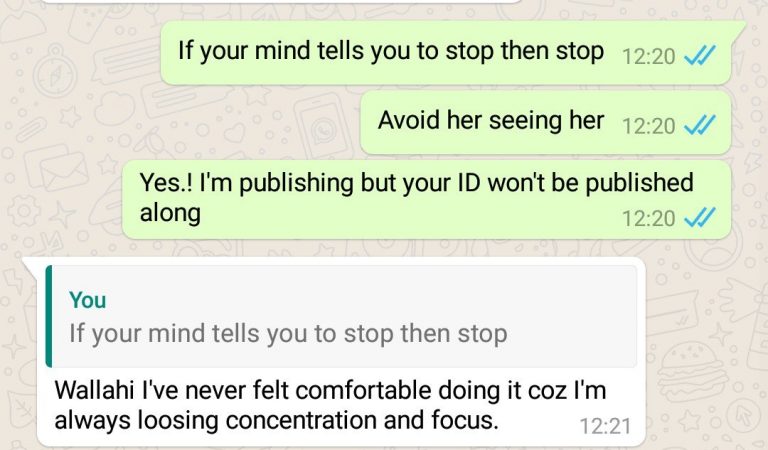 If your mind tells you to stop then stop 12:20
Avoid her seeing her 12:20
Yes.! I'm publishing but your ID won't be published
along 12:20
You
If your mind tells you to stop then stop
Wallahi I've never felt comfortable doing it coz I'm
always loosing concentration and focus. 12:21